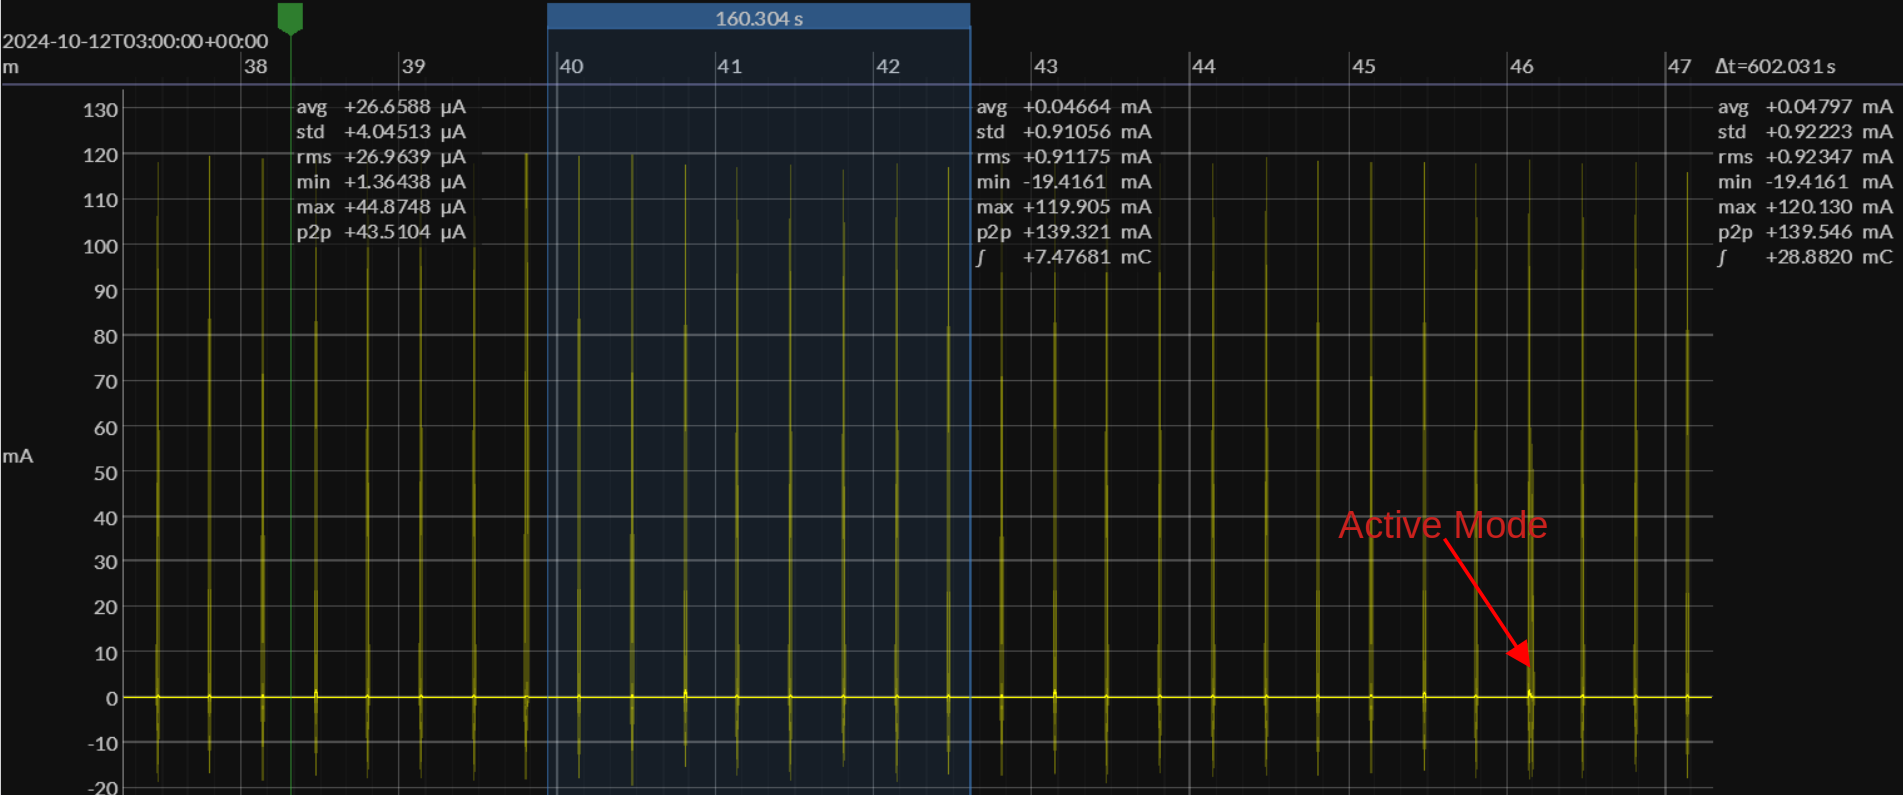 160.304 s
2024-10-12T03:00:00+00:00
m 38 39 40 41 42 43 44 45 46 47 Δt=602.031 s
avg +26.6588 µA
std +4.04513 µA
rms +26.9639 µA
min +1.36438 µA
max +44.8748 µA
p2p +43.5104 µA
avg +0.04664 mA
std +0.91056 mA
rms +0.91175 mA
min -19.4161 mA
max +119.905 mA
p2p +139.321 mA
∫ +7.47681 mC
avg +0.04797 mA
std +0.92223 mA
rms +0.92347 mA
min -19.4161 mA
max +120.130 mA
p2p +139.546 mA
∫ +28.8820 mC
130
120
110
100
90
80
70
60
mA
50
40
30
20
10
0
-10
-20
Active Mode